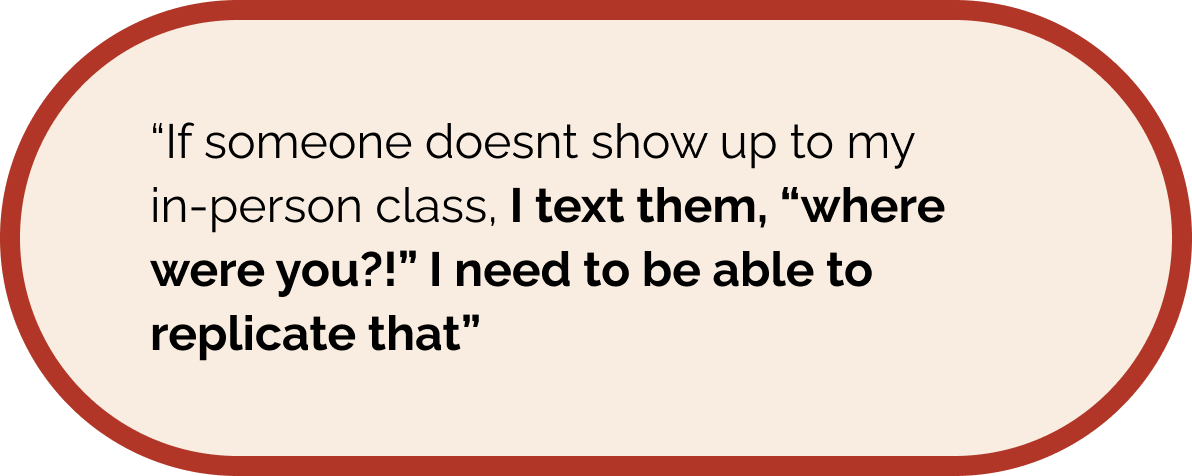 “If someone doesnt show up to my
in-person class, I text them, “where
were you?!” I need to be able to
replicate that”